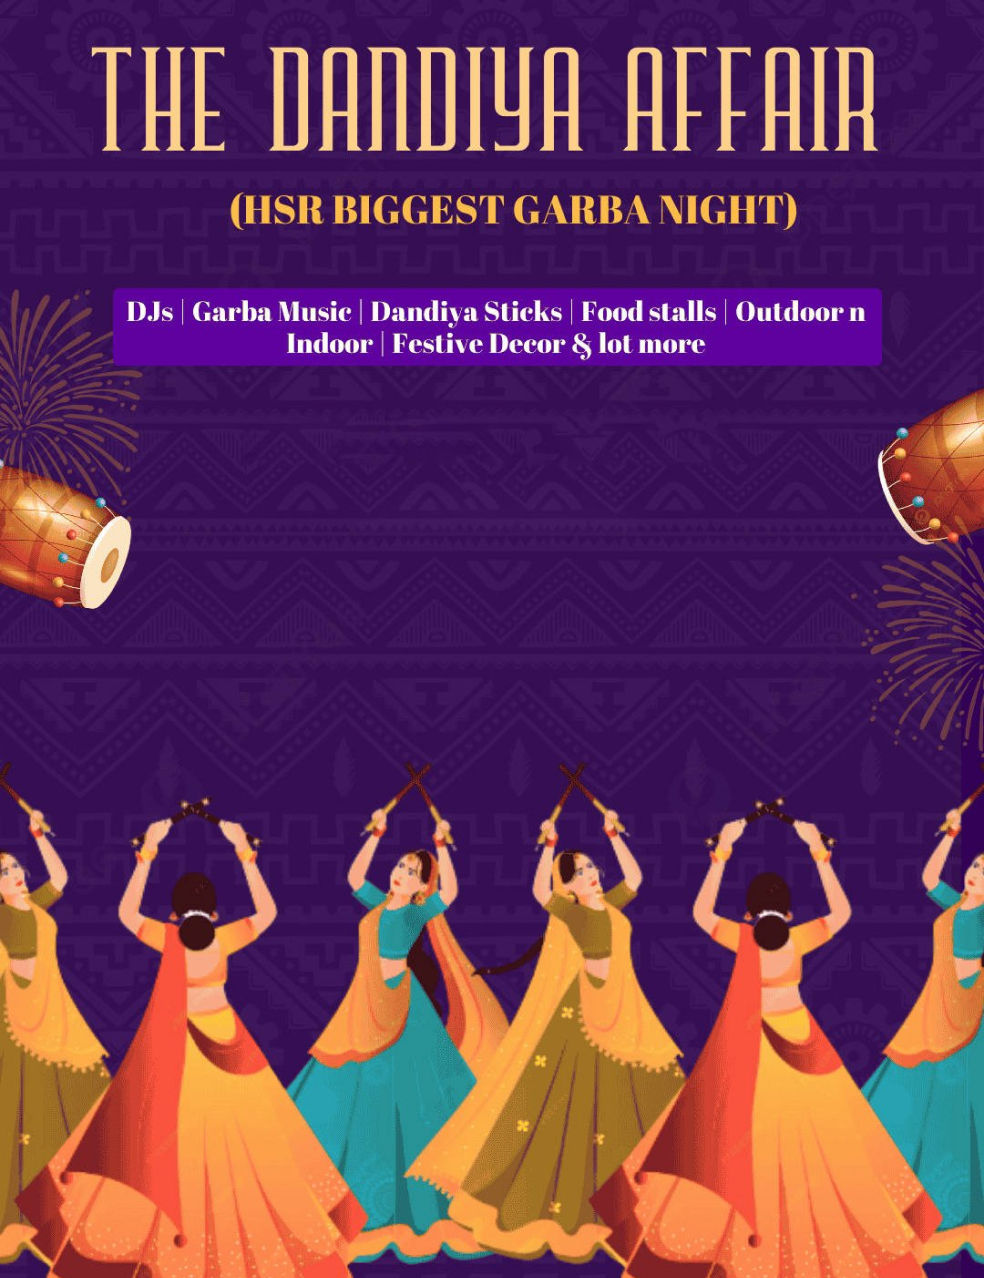 THE DANDIYA AFFAIR
(HSR BIGGEST GARBA NIGHT)
DJs | Garba Music | Dandiya Sticks | Food stalls | Outdoor n
Indoor | Festive Decor & lot more